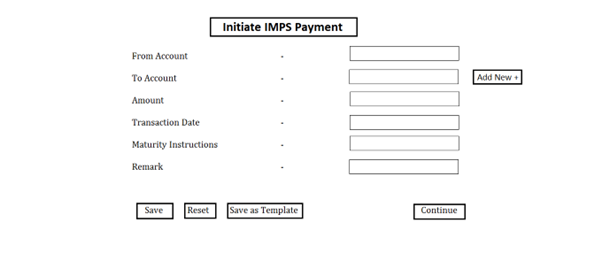 Initiate IMPS Payment
From Account -
To Account - Add New +
Amount -
Transaction Date -
Maturity Instructions -
Remark -
Save Reset Save as Template Continue